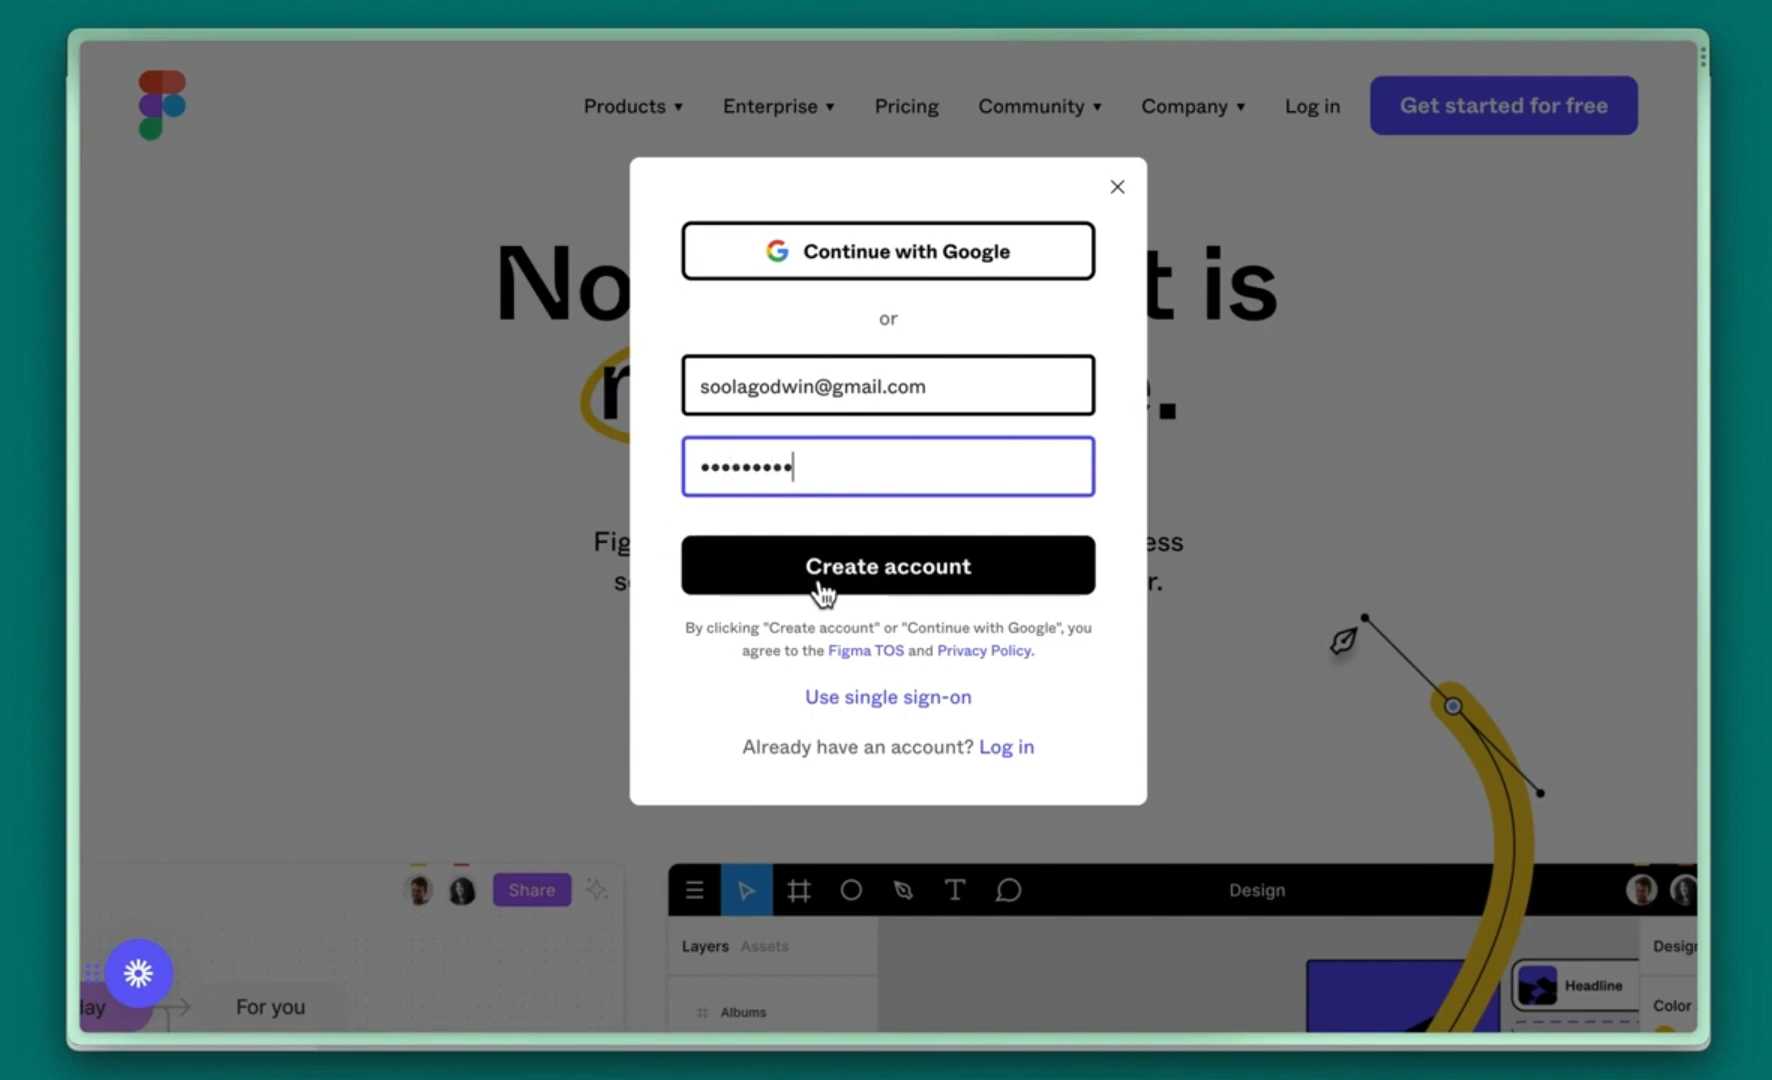 Products ▾ Enterprise ▾ Pricing Community ▾ Company ▾ Log in Get started for free
Continue with Google
or
soolagodwin@gmail.com
•••••••••
Create account
By clicking "Create account" or "Continue with Google", you
agree to the Figma TOS and Privacy Policy.
Use single sign-on
Already have an account? Log in
No t is
Fig ess
r.
Share
Design
Layers Assets
Albums
For you
Headline
Design
Color